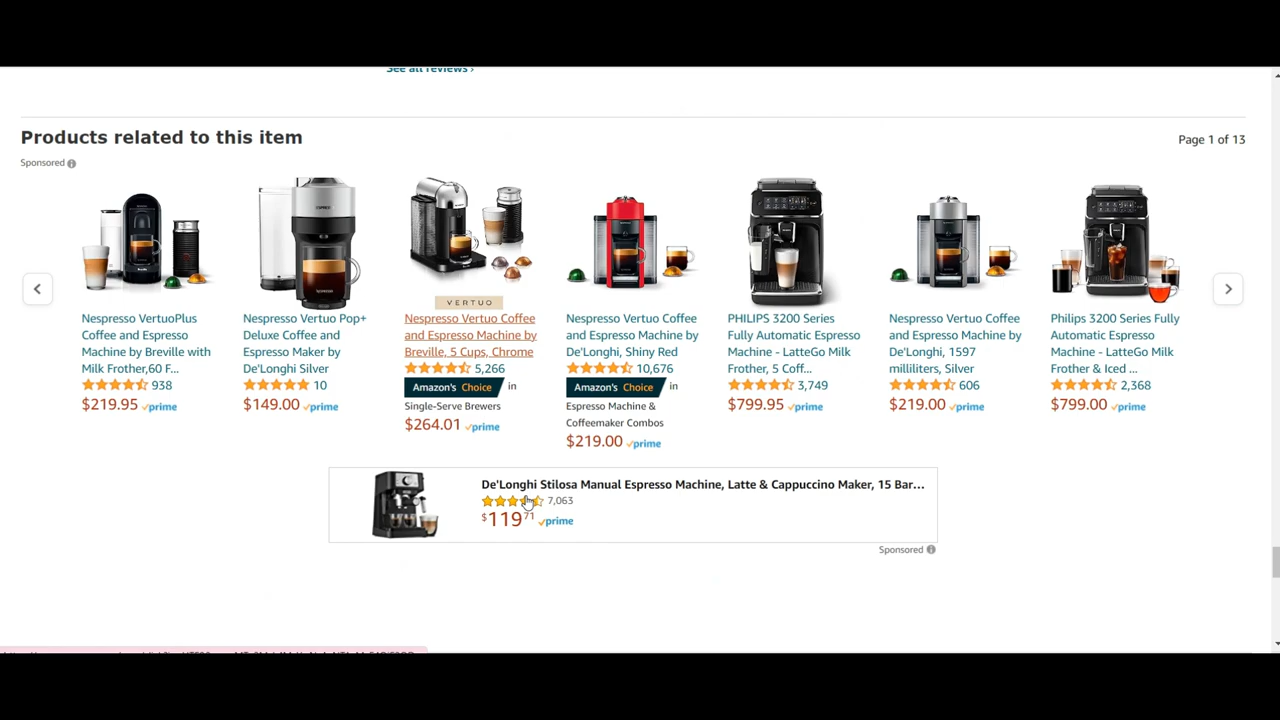 See all reviews ›
Products related to this item
Page 1 of 13
Sponsored
VERTUO
Nespresso VertuoPlus
Coffee and Espresso
Machine by Breville with
Milk Frother,60 F...
938
$219.95 prime
Nespresso Vertuo Pop+
Deluxe Coffee and
Espresso Maker by
De'Longhi Silver
10
$149.00 prime
Nespresso Vertuo Coffee
and Espresso Machine by
Breville, 5 Cups, Chrome
5,266
Amazon's Choice in
Single-Serve Brewers
$264.01 prime
Nespresso Vertuo Coffee
and Espresso Machine by
De'Longhi, Shiny Red
10,676
Amazon's Choice in
Espresso Machine &
Coffeemaker Combos
$219.00 prime
PHILIPS 3200 Series
Fully Automatic Espresso
Machine - LatteGo Milk
Frother, 5 Coff...
3,749
$799.95 prime
Nespresso Vertuo Coffee
and Espresso Machine by
De'Longhi, 1597
milliliters, Silver
606
$219.00 prime
Philips 3200 Series Fully
Automatic Espresso
Machine - LatteGo Milk
Frother & Iced ...
2,368
$799.00 prime
De'Longhi Stilosa Manual Espresso Machine, Latte & Cappuccino Maker, 15 Bar...
7,063
$119.71 prime
Sponsored